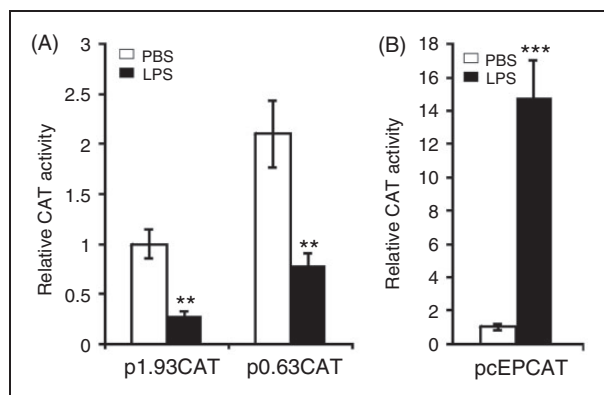 (A)
Relative CAT activity
3
2.5
2
1.5
1
0.5
0
PBS
LPS
**
**
p1.93CAT p0.63CAT
(B)
Relative CAT activity
18
16
14
12
10
8
6
4
2
0
PBS
LPS
***
pcEPCAT